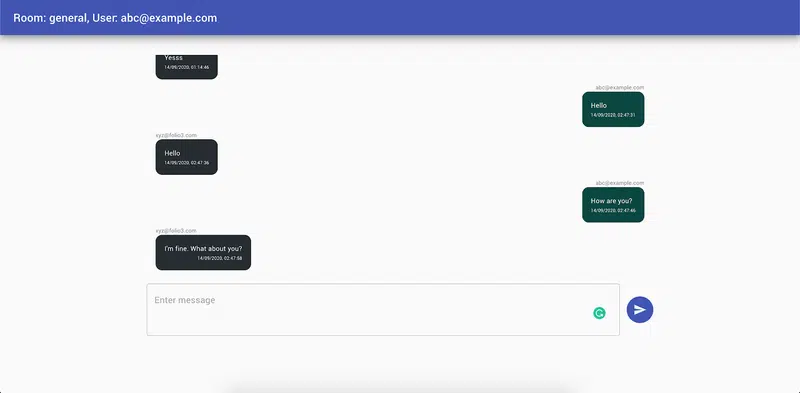 Room: general, User: abc@example.com
Yesss
14/09/2020, 01:14:46
abc@example.com
Hello
14/09/2020, 02:47:31
xyz@folio3.com
Hello
14/09/2020, 02:47:36
abc@example.com
How are you?
14/09/2020, 02:47:46
xyz@folio3.com
I'm fine. What about you?
14/09/2020, 02:47:58
Enter message